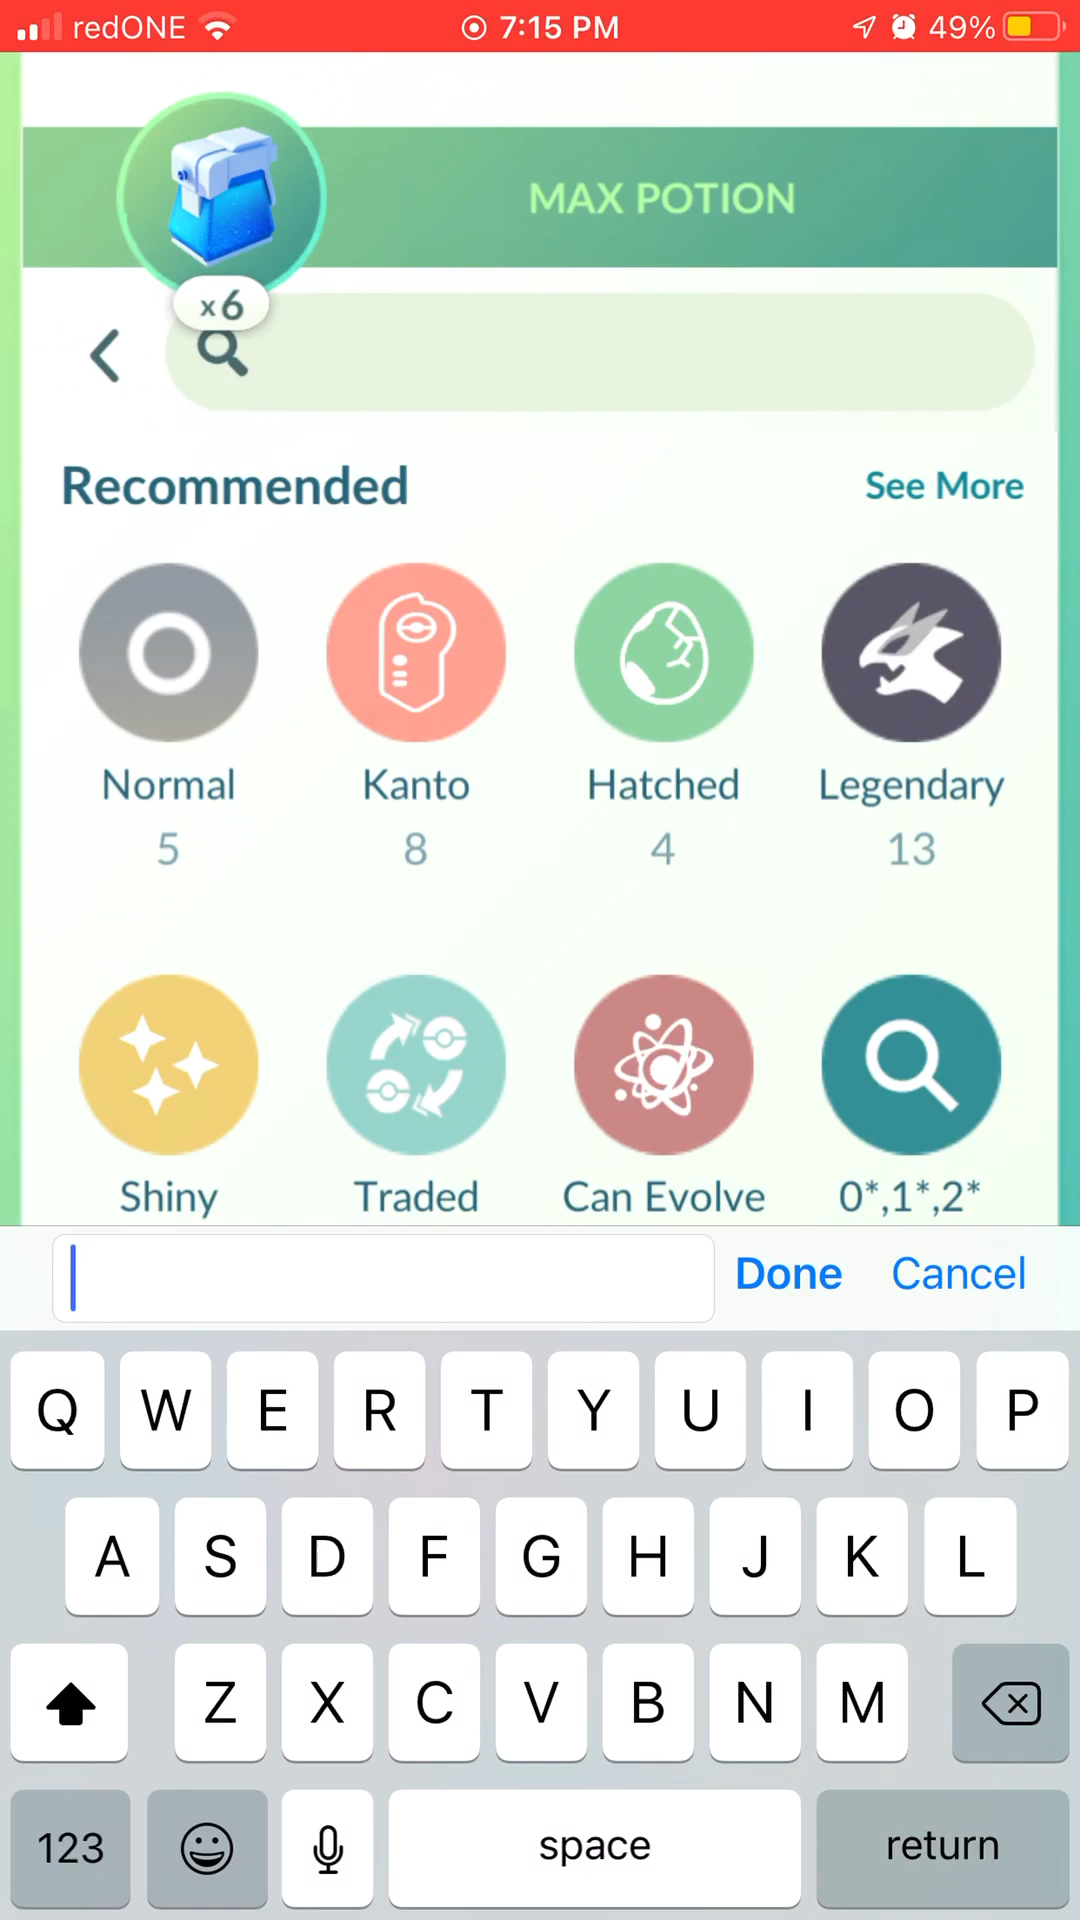 redONE 7:15 PM 49%
MAX POTION
x6
Recommended See More
Normal Kanto Hatched Legendary
5 8 4 13
Shiny Traded Can Evolve 0*,1*,2*
Done Cancel
Q W E R T Y U I O P
A S D F G H J K L
Z X C V B N M
123 space return